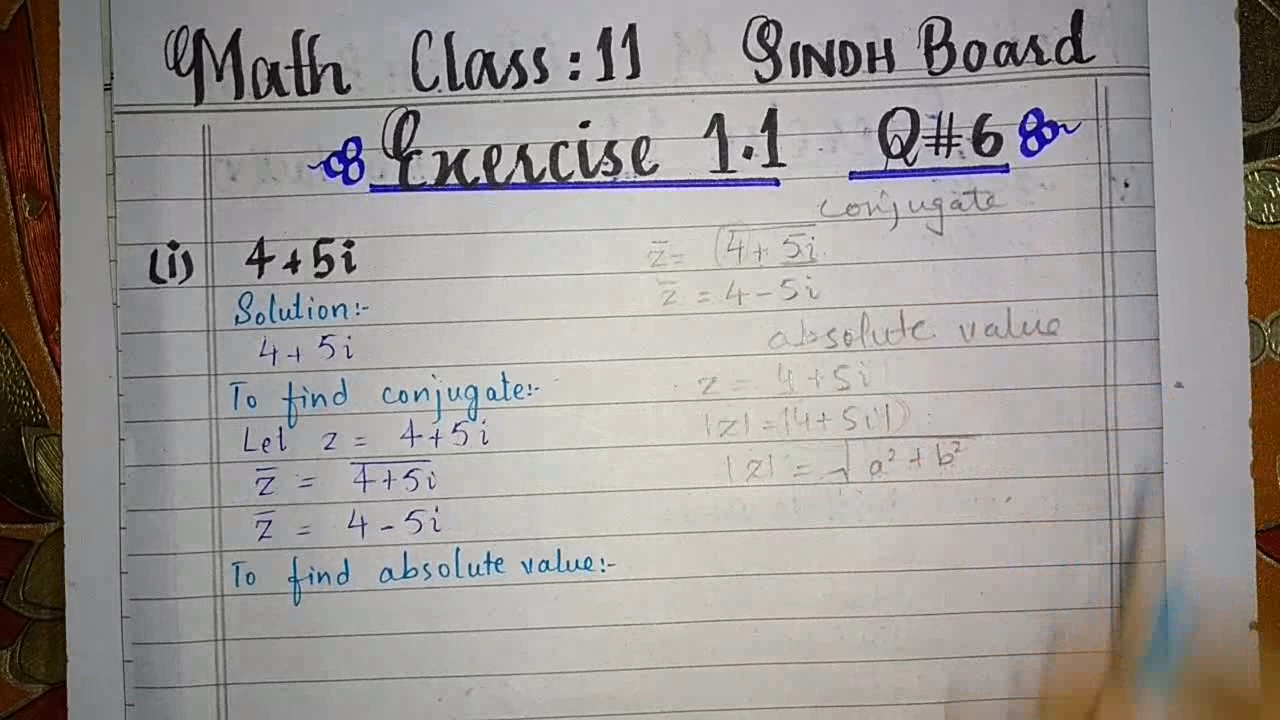 Math Class : 11 SINDH Board
Exercise 1.1 Q#6
conjugate
(i) 4+5i
z̅ = (4+5i
z̅ = 4-5i
Solution:-
4+5i
absolute value
To find conjugate:-
z = 4+5i
Let z = 4+5i
|z| = |4+5i|
z̅ = \overline{4+5i}
|z| = √a²+b²
z̅ = 4-5i
To find absolute value:-